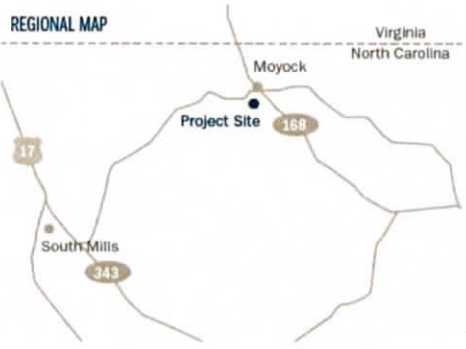 REGIONAL MAP
Virginia
North Carolina
Moyock
Project Site
168
17
South Mills
343